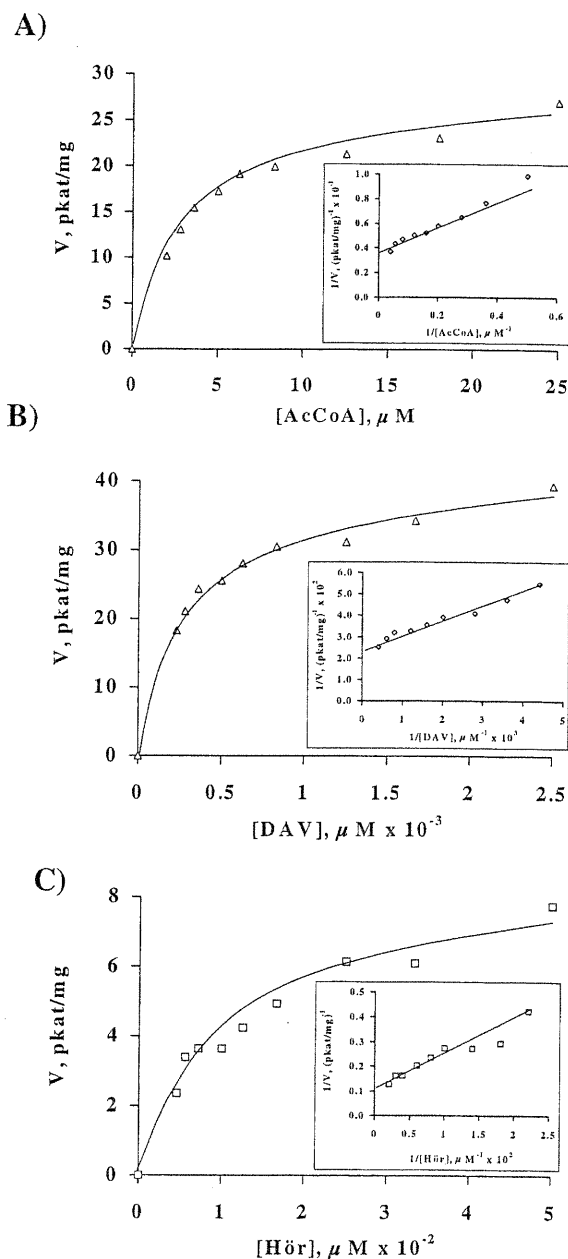 A)
V, pkat/mg
30
25
20
15
10
5
0
0 5 10 15 20 25
[AcCoA], μ M
1/V, (pkat/mg)⁻¹ x 10⁻¹
1.0
0.8
0.6
0.4
0.2
0.0
0 0.2 0.4 0.6
1/[AcCoA], μ M⁻¹
B)
V, pkat/mg
40
30
20
10
0
0 0.5 1 1.5 2 2.5
[DAV], μ M x 10⁻³
1/V, (pkat/mg)⁻¹ x 10²
6.0
5.0
4.0
3.0
2.0
1.0
0.0
0 1 2 3 4 5
1/[DAV], μ M⁻¹ x 10³
C)
V, pkat/mg
8
6
4
2
0
0 1 2 3 4 5
[Hör], μ M x 10⁻²
1/V, (pkat/mg)⁻¹
0.5
0.4
0.3
0.2
0.1
0.0
0 0.5 1 1.5 2 2.5
1/[Hör], μ M⁻¹ x 10²